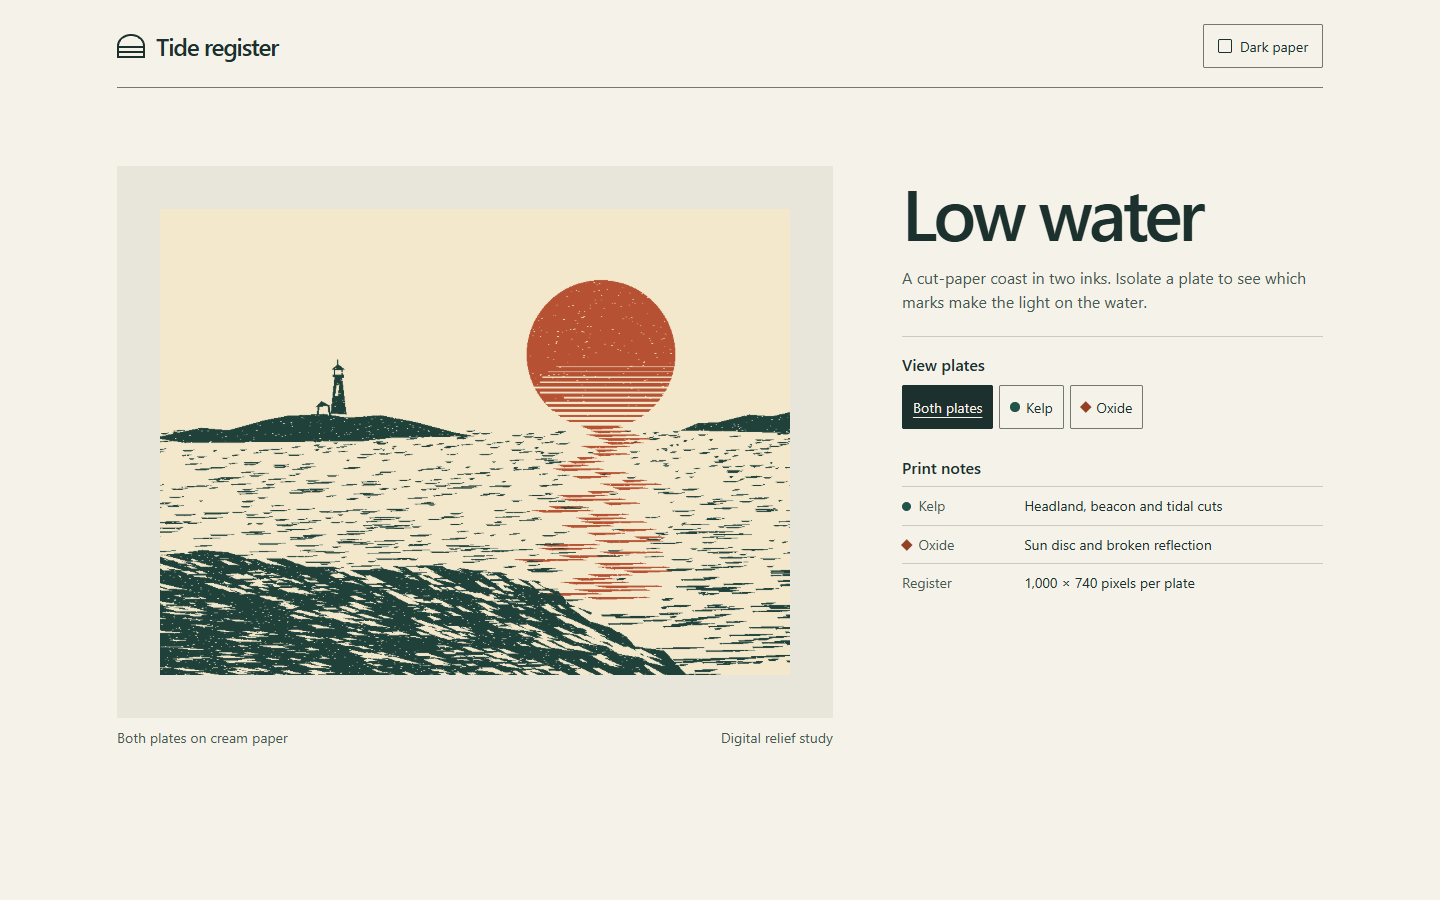 Tide register
Dark paper
Low water
A cut-paper coast in two inks. Isolate a plate to see which
marks make the light on the water.
View plates
Both plates
Kelp
Oxide
Print notes
Kelp
Headland, beacon and tidal cuts
Oxide
Sun disc and broken reflection
Register
1,000 × 740 pixels per plate
Both plates on cream paper
Digital relief study